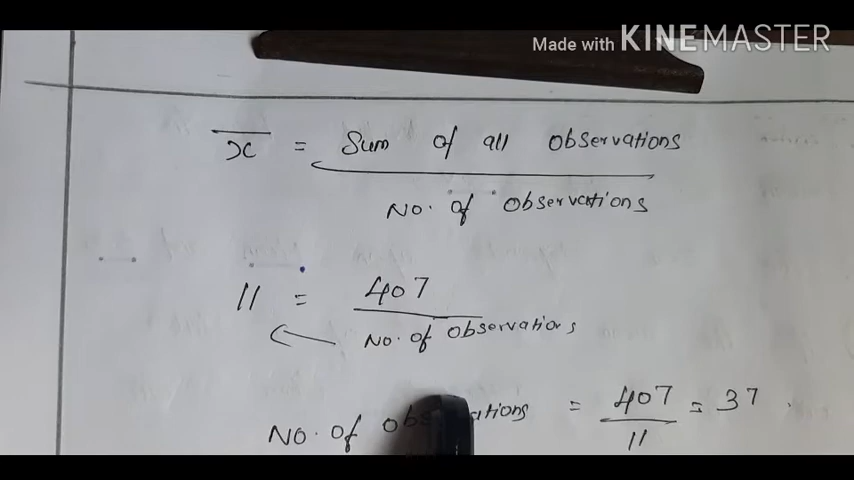 Made with KINEMASTER
x̄ = Sum of all observations
No. of observations
11 = 407
No. of observations
No. of observations = 407 = 37
11